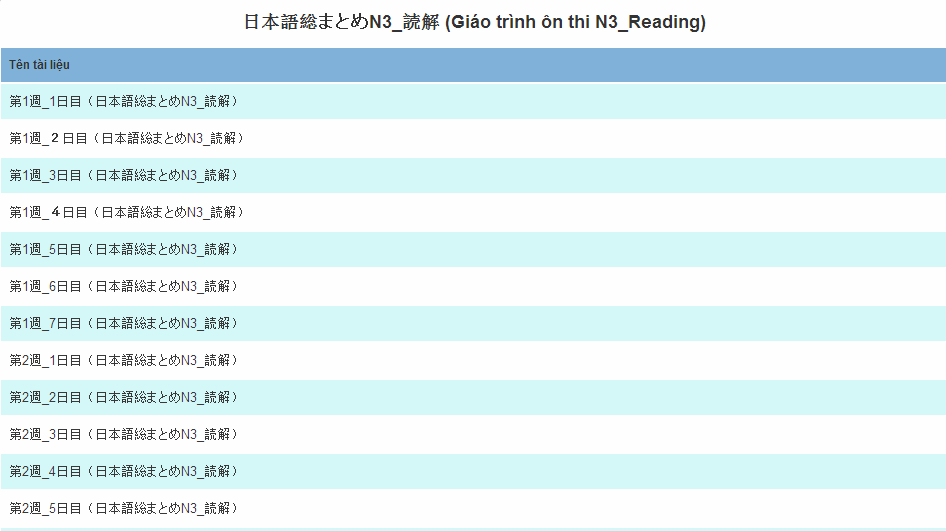 日本語総まとめN3_読解 (Giáo trình ôn thi N3_Reading)
Tên tài liệu
第1週_1日目（日本語総まとめN3_読解）
第1週_２日目（日本語総まとめN3_読解）
第1週_3日目（日本語総まとめN3_読解）
第1週_４日目（日本語総まとめN3_読解）
第1週_5日目（日本語総まとめN3_読解）
第1週_6日目（日本語総まとめN3_読解）
第1週_7日目（日本語総まとめN3_読解）
第2週_1日目（日本語総まとめN3_読解）
第2週_2日目（日本語総まとめN3_読解）
第2週_3日目（日本語総まとめN3_読解）
第2週_4日目（日本語総まとめN3_読解）
第2週_5日目（日本語総まとめN3_読解）